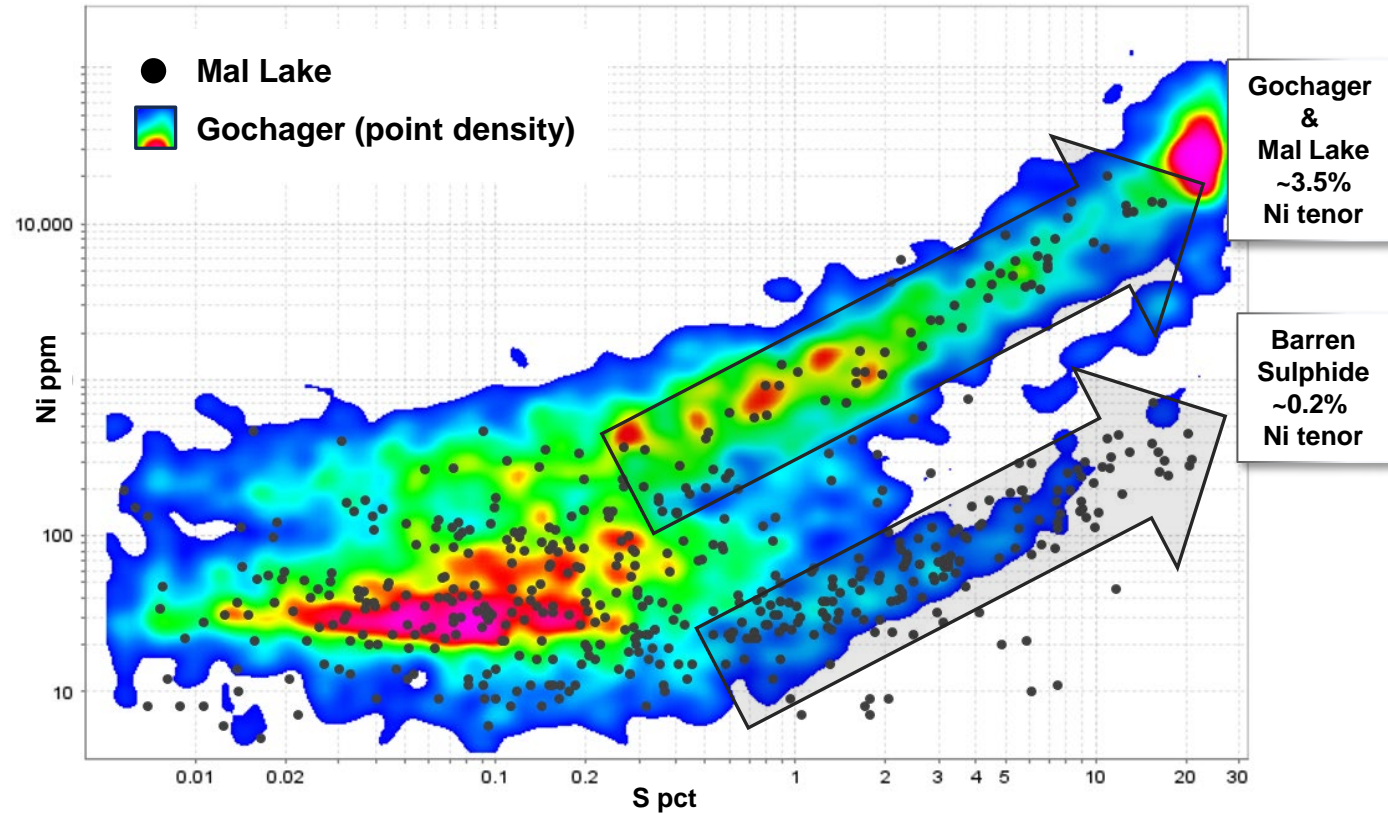 Mal Lake
Gochager (point density)
Gochager
&
Mal Lake
~3.5%
Ni tenor
Barren
Sulphide
~0.2%
Ni tenor
Ni ppm
10,000
100
10
0.01 0.02 0.1 0.2 1 2 3 4 5 10 20 30
S pct